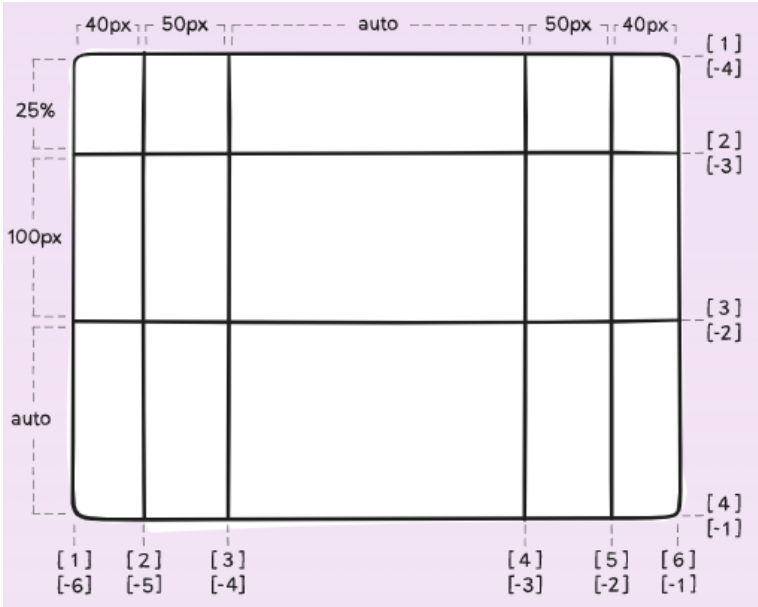 40px 50px auto 50px 40px
[ 1 ]
[-4]
25%
[ 2 ]
[-3]
100px
[ 3 ]
[-2]
auto
[ 4 ]
[-1]
[ 1 ] [ 2 ] [ 3 ] [ 4 ] [ 5 ] [ 6 ]
[-6] [-5] [-4] [-3] [-2] [-1]